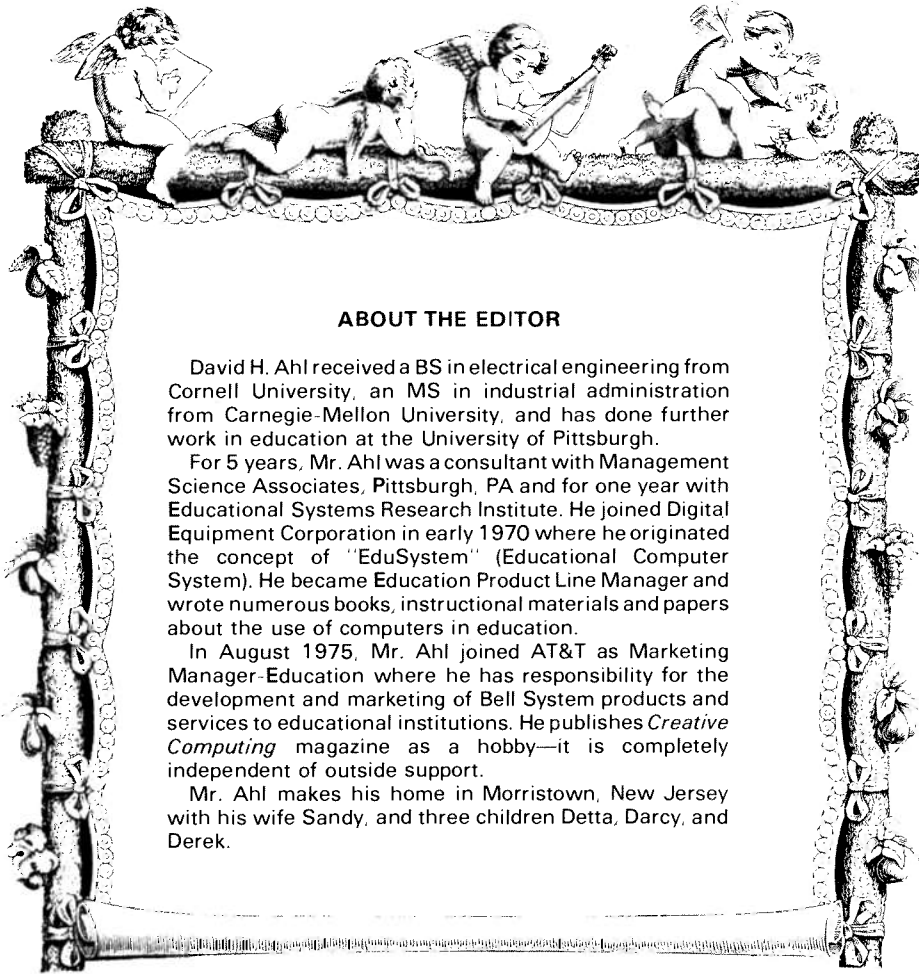 ABOUT THE EDITOR
David H. Ahl received a BS in electrical engineering from
Cornell University, an MS in industrial administration
from Carnegie-Mellon University, and has done further
work in education at the University of Pittsburgh.
For 5 years, Mr. Ahl was a consultant with Management
Science Associates, Pittsburgh, PA and for one year with
Educational Systems Research Institute. He joined Digital
Equipment Corporation in early 1970 where he originated
the concept of "EduSystem" (Educational Computer
System). He became Education Product Line Manager and
wrote numerous books, instructional materials and papers
about the use of computers in education.
In August 1975, Mr. Ahl joined AT&T as Marketing
Manager-Education where he has responsibility for the
development and marketing of Bell System products and
services to educational institutions. He publishes Creative
Computing magazine as a hobby—it is completely
independent of outside support.
Mr. Ahl makes his home in Morristown, New Jersey
with his wife Sandy, and three children Detta, Darcy, and
Derek.